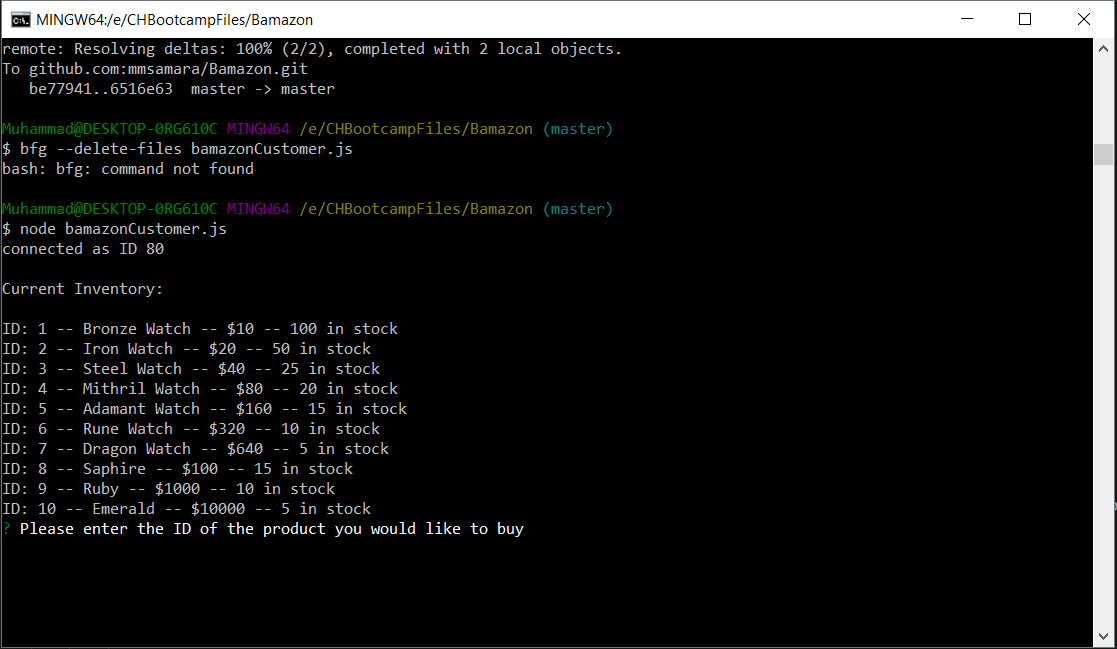 MINGW64:/e/CHBootcampFiles/Bamazon
remote: Resolving deltas: 100% (2/2), completed with 2 local objects.
To github.com:mmsamara/Bamazon.git
   be77941..6516e63  master -> master
Muhammad@DESKTOP-0RG610C MINGW64 /e/CHBootcampFiles/Bamazon (master)
$ bfg --delete-files bamazonCustomer.js
bash: bfg: command not found
Muhammad@DESKTOP-0RG610C MINGW64 /e/CHBootcampFiles/Bamazon (master)
$ node bamazonCustomer.js
connected as ID 80
Current Inventory:
ID: 1 -- Bronze Watch -- $10 -- 100 in stock
ID: 2 -- Iron Watch -- $20 -- 50 in stock
ID: 3 -- Steel Watch -- $40 -- 25 in stock
ID: 4 -- Mithril Watch -- $80 -- 20 in stock
ID: 5 -- Adamant Watch -- $160 -- 15 in stock
ID: 6 -- Rune Watch -- $320 -- 10 in stock
ID: 7 -- Dragon Watch -- $640 -- 5 in stock
ID: 8 -- Saphire -- $100 -- 15 in stock
ID: 9 -- Ruby -- $1000 -- 10 in stock
ID: 10 -- Emerald -- $10000 -- 5 in stock
? Please enter the ID of the product you would like to buy